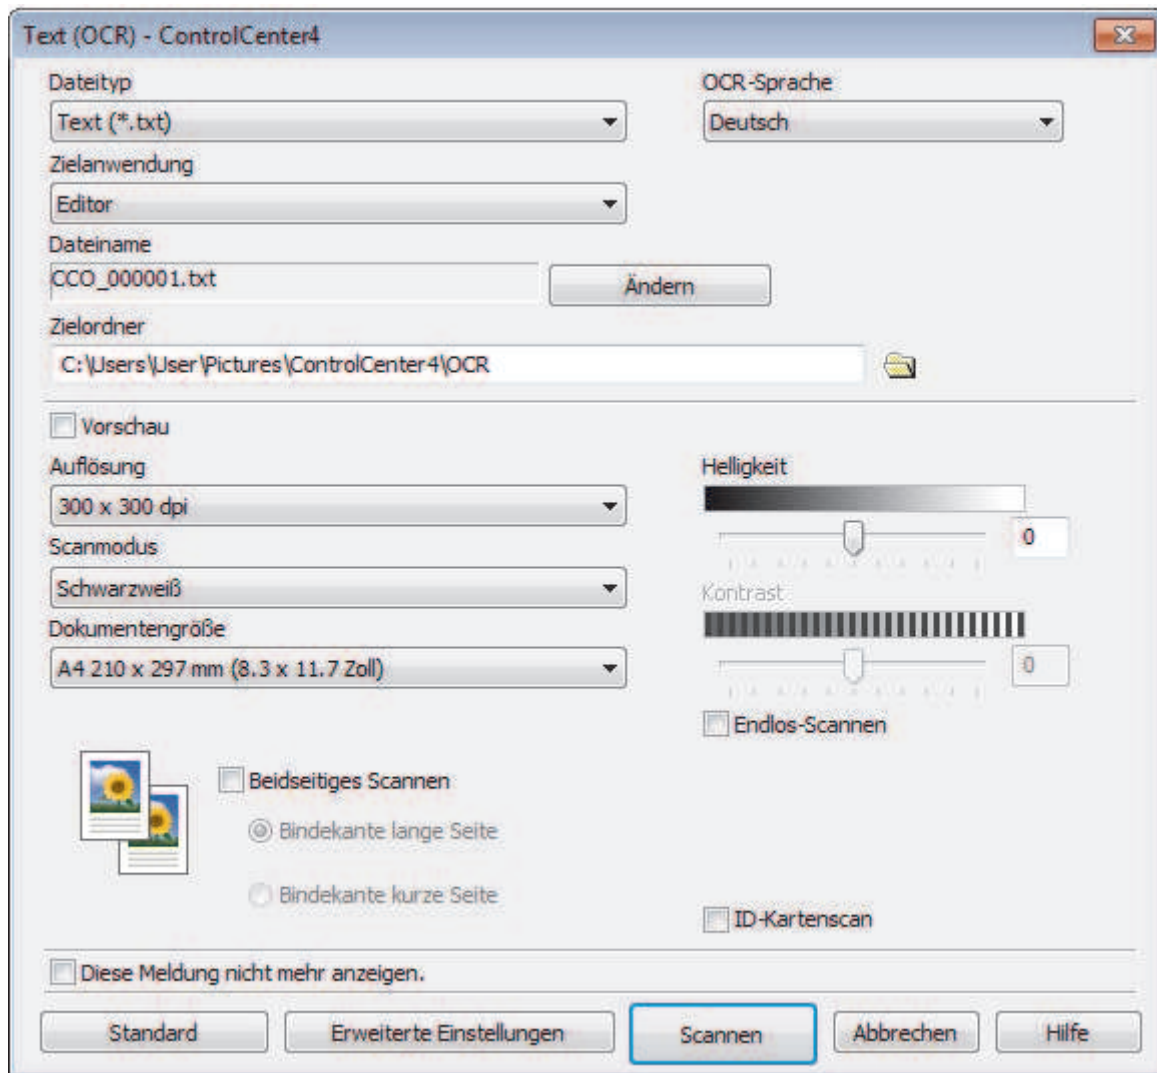 Text (OCR) - ControlCenter4
Dateityp
OCR-Sprache
Text (*.txt)
Deutsch
Zielanwendung
Editor
Dateiname
CCO_000001.txt
Ändern
Zielordner
C:\Users\User\Pictures\ControlCenter4\OCR
Vorschau
Auflösung
Helligkeit
300 x 300 dpi
0
Scanmodus
Schwarzweiß
Kontrast
Dokumentengröße
A4 210 x 297 mm (8.3 x 11.7 Zoll)
0
Endlos-Scannen
Beidseitiges Scannen
Bindekante lange Seite
Bindekante kurze Seite
ID-Kartenscan
Diese Meldung nicht mehr anzeigen.
Standard
Erweiterte Einstellungen
Scannen
Abbrechen
Hilfe